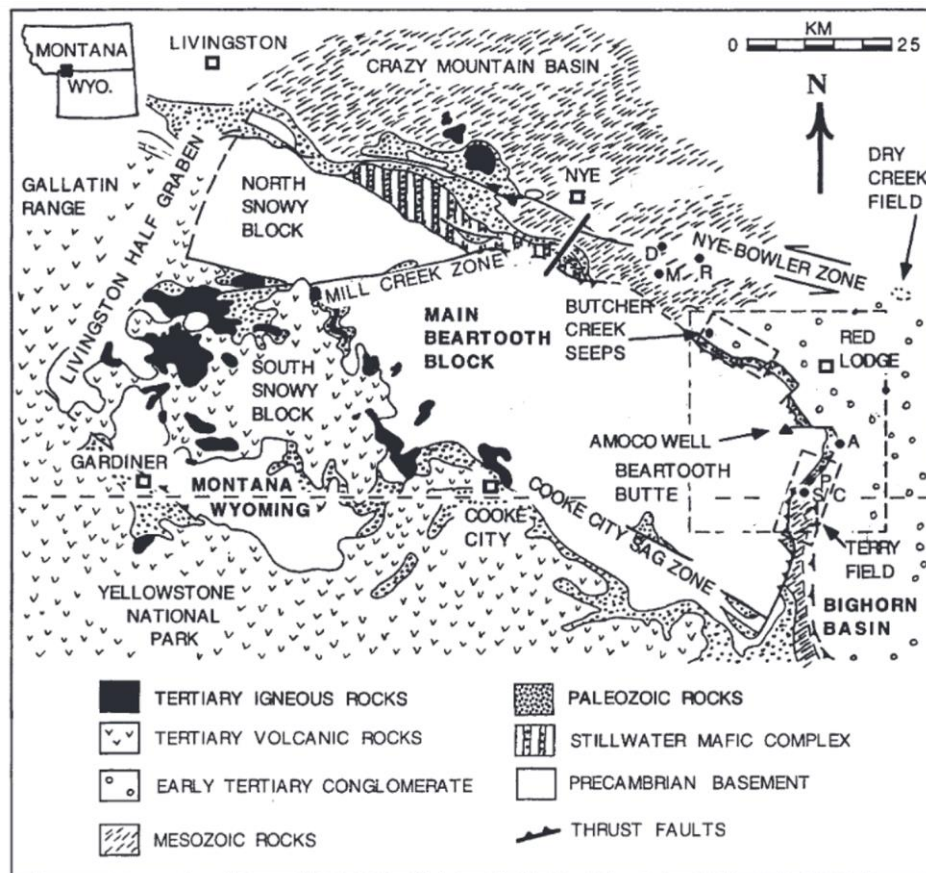 MONTANA
WYO.
LIVINGSTON
CRAZY MOUNTAIN BASIN
KM
0 25
N
DRY
CREEK
FIELD
GALLATIN
RANGE
LIVINGSTON HALF GRABEN
NORTH
SNOWY
BLOCK
NYE
NYE-BOWLER ZONE
D
M
R
MILL CREEK ZONE
MAIN
BEARTOOTH
BLOCK
BUTCHER
CREEK
SEEPS
RED
LODGE
SOUTH
SNOWY
BLOCK
AMOCO WELL
A
BEARTOOTH
BUTTE
P
S/C
GARDINER
MONTANA
WYOMING
COOKE
CITY
COOKE CITY SAG ZONE
TERRY
FIELD
YELLOWSTONE
NATIONAL
PARK
BIGHORN
BASIN
TERTIARY IGNEOUS ROCKS
TERTIARY VOLCANIC ROCKS
EARLY TERTIARY CONGLOMERATE
MESOZOIC ROCKS
PALEOZOIC ROCKS
STILLWATER MAFIC COMPLEX
PRECAMBRIAN BASEMENT
THRUST FAULTS